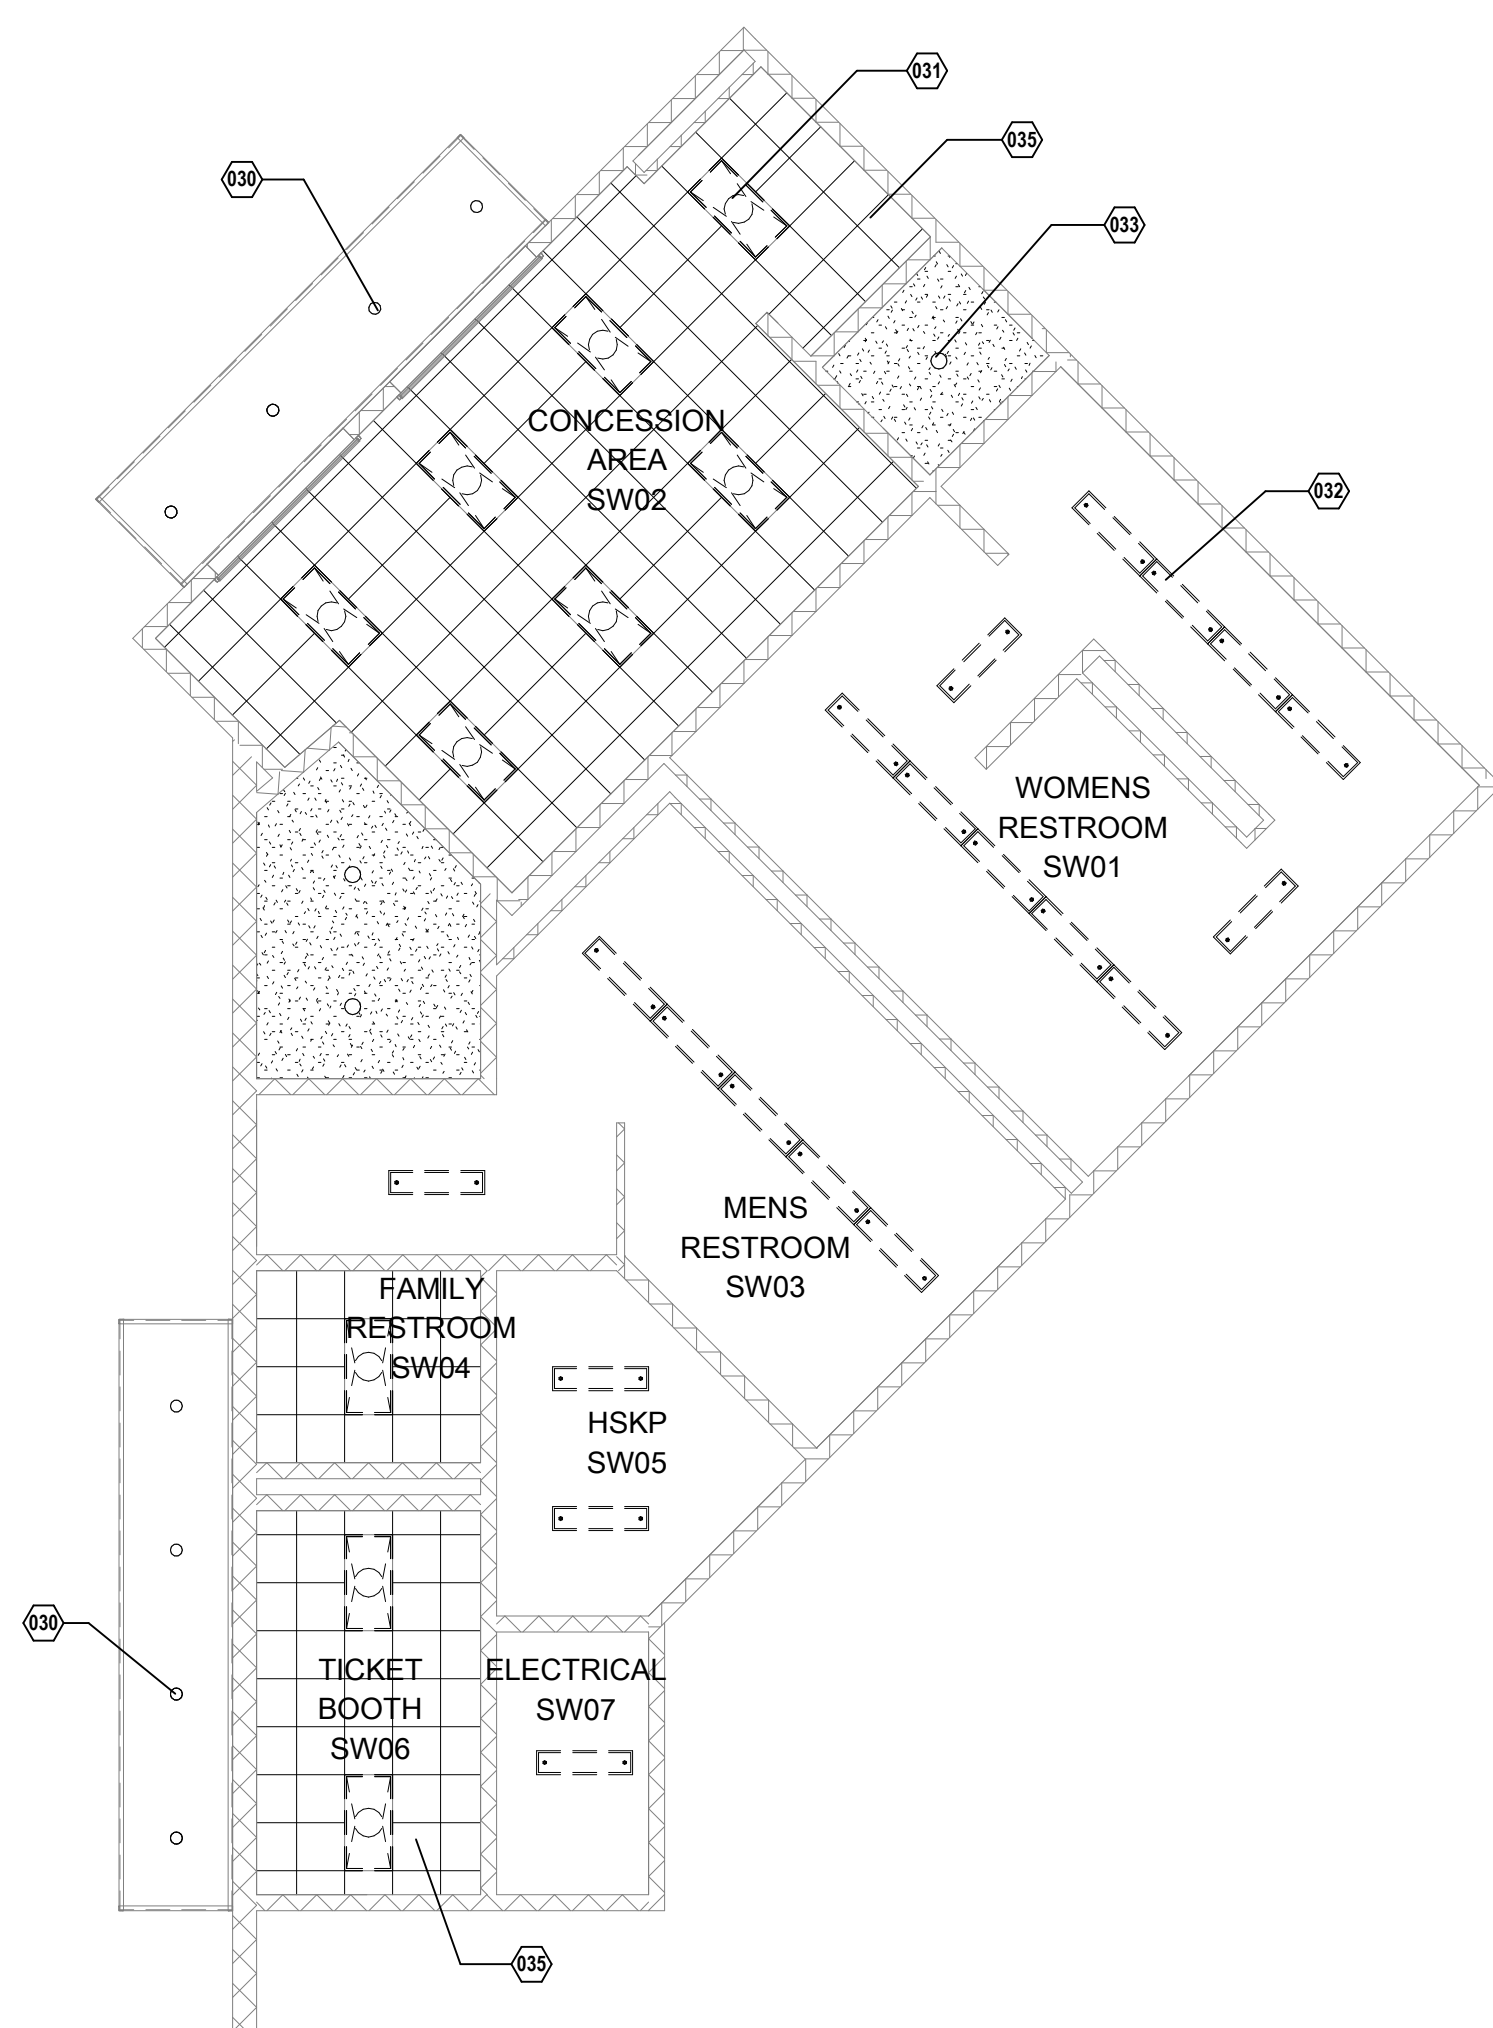 031
035
030
033
CONCESSION
AREA
SW02
032
WOMENS
RESTROOM
SW01
MENS
RESTROOM
SW03
FAMILY
RESTROOM
SW04
HSKP
SW05
030
TICKET
BOOTH
SW06
ELECTRICAL
SW07
035